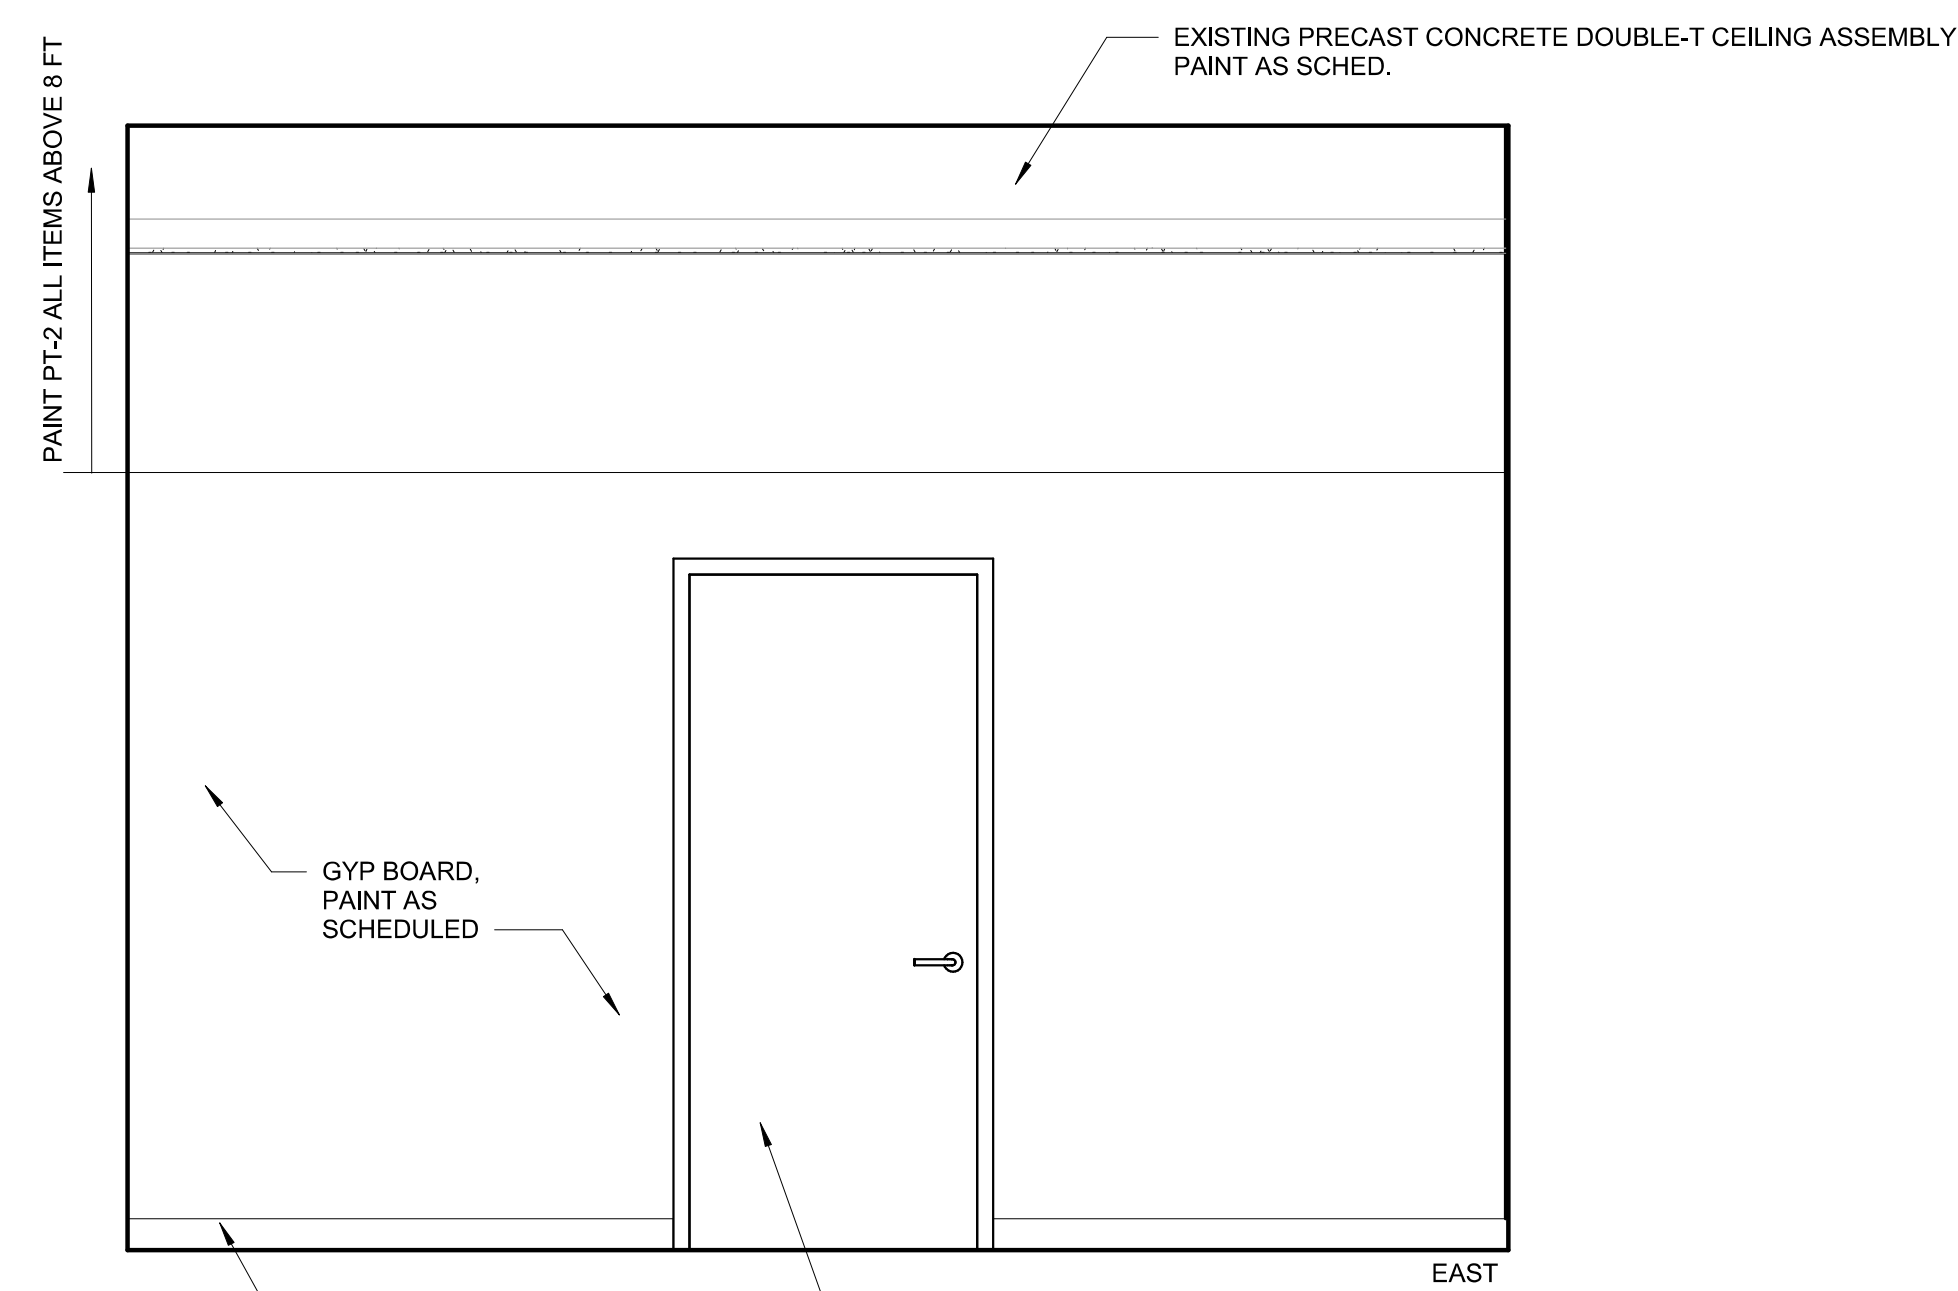 EXISTING PRECAST CONCRETE DOUBLE-T CEILING ASSEMBLY
PAINT AS SCHED.
PAINT PT-2 ALL ITEMS ABOVE 8 FT
GYP BOARD,
PAINT AS
SCHEDULED
EAST